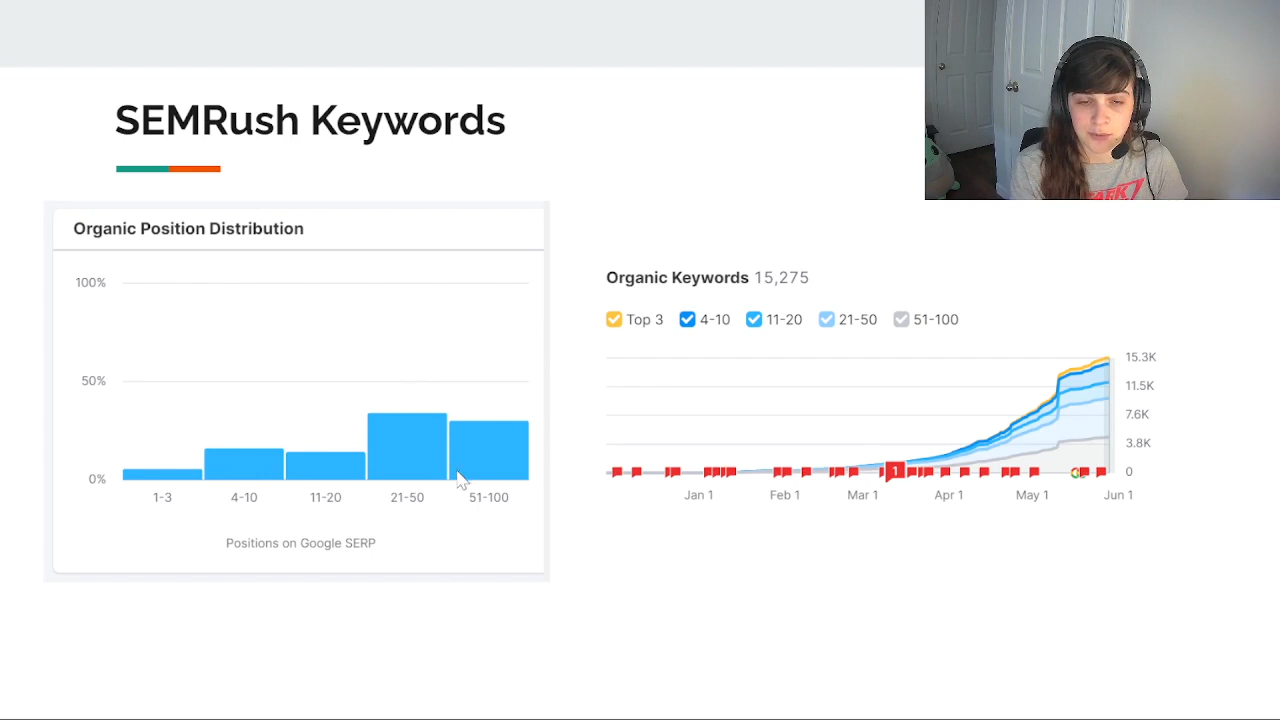 SEMRush Keywords
Organic Position Distribution
100%
50%
0%
1-3 4-10 11-20 21-50 51-100
Positions on Google SERP
Organic Keywords 15,275
Top 3 4-10 11-20 21-50 51-100
15.3K
11.5K
7.6K
3.8K
0
1
Jan 1 Feb 1 Mar 1 Apr 1 May 1 Jun 1